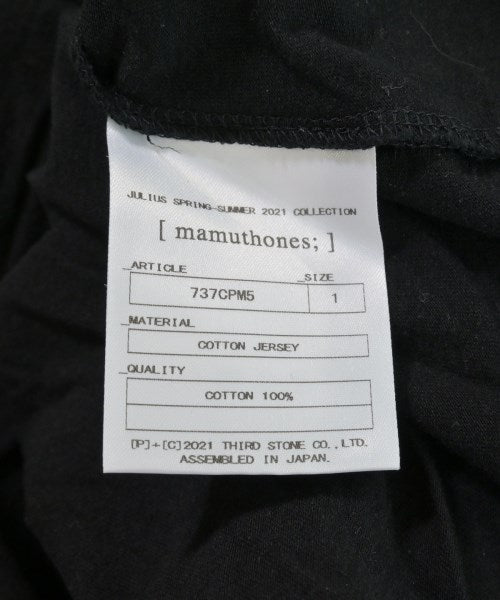 JULIUS SPRING-SUMMER 2021 COLLECTION
[ mamuthones; ]
_ARTICLE _SIZE
737CPM5 1
_MATERIAL
COTTON JERSEY
_QUALITY
COTTON 100%
[P]+[C]2021 THIRD STONE CO.,LTD.
ASSEMBLED IN JAPAN.